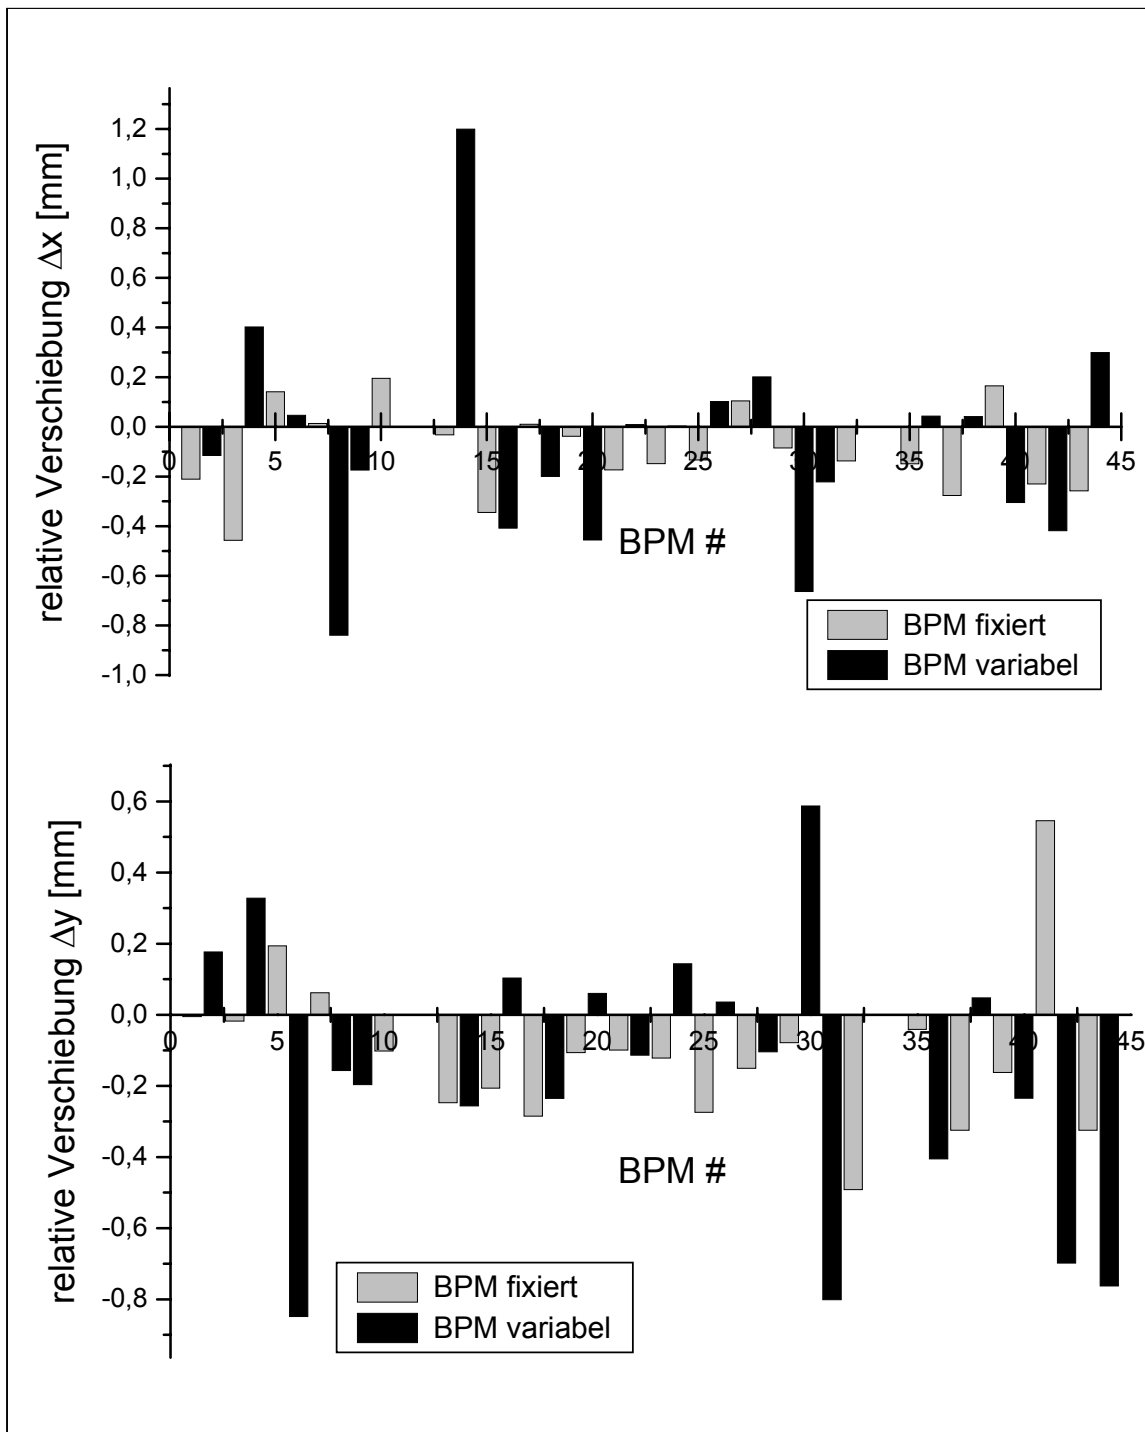 relative Verschiebung Δx [mm]
1,2
1,0
0,8
0,6
0,4
0,2
0,0
-0,2
-0,4
-0,6
-0,8
-1,0
0 5 10 15 20 25 30 35 40 45
BPM #
BPM fixiert
BPM variabel
relative Verschiebung Δy [mm]
0,6
0,4
0,2
0,0
-0,2
-0,4
-0,6
-0,8
0 5 10 15 20 25 30 35 40 45
BPM #
BPM fixiert
BPM variabel